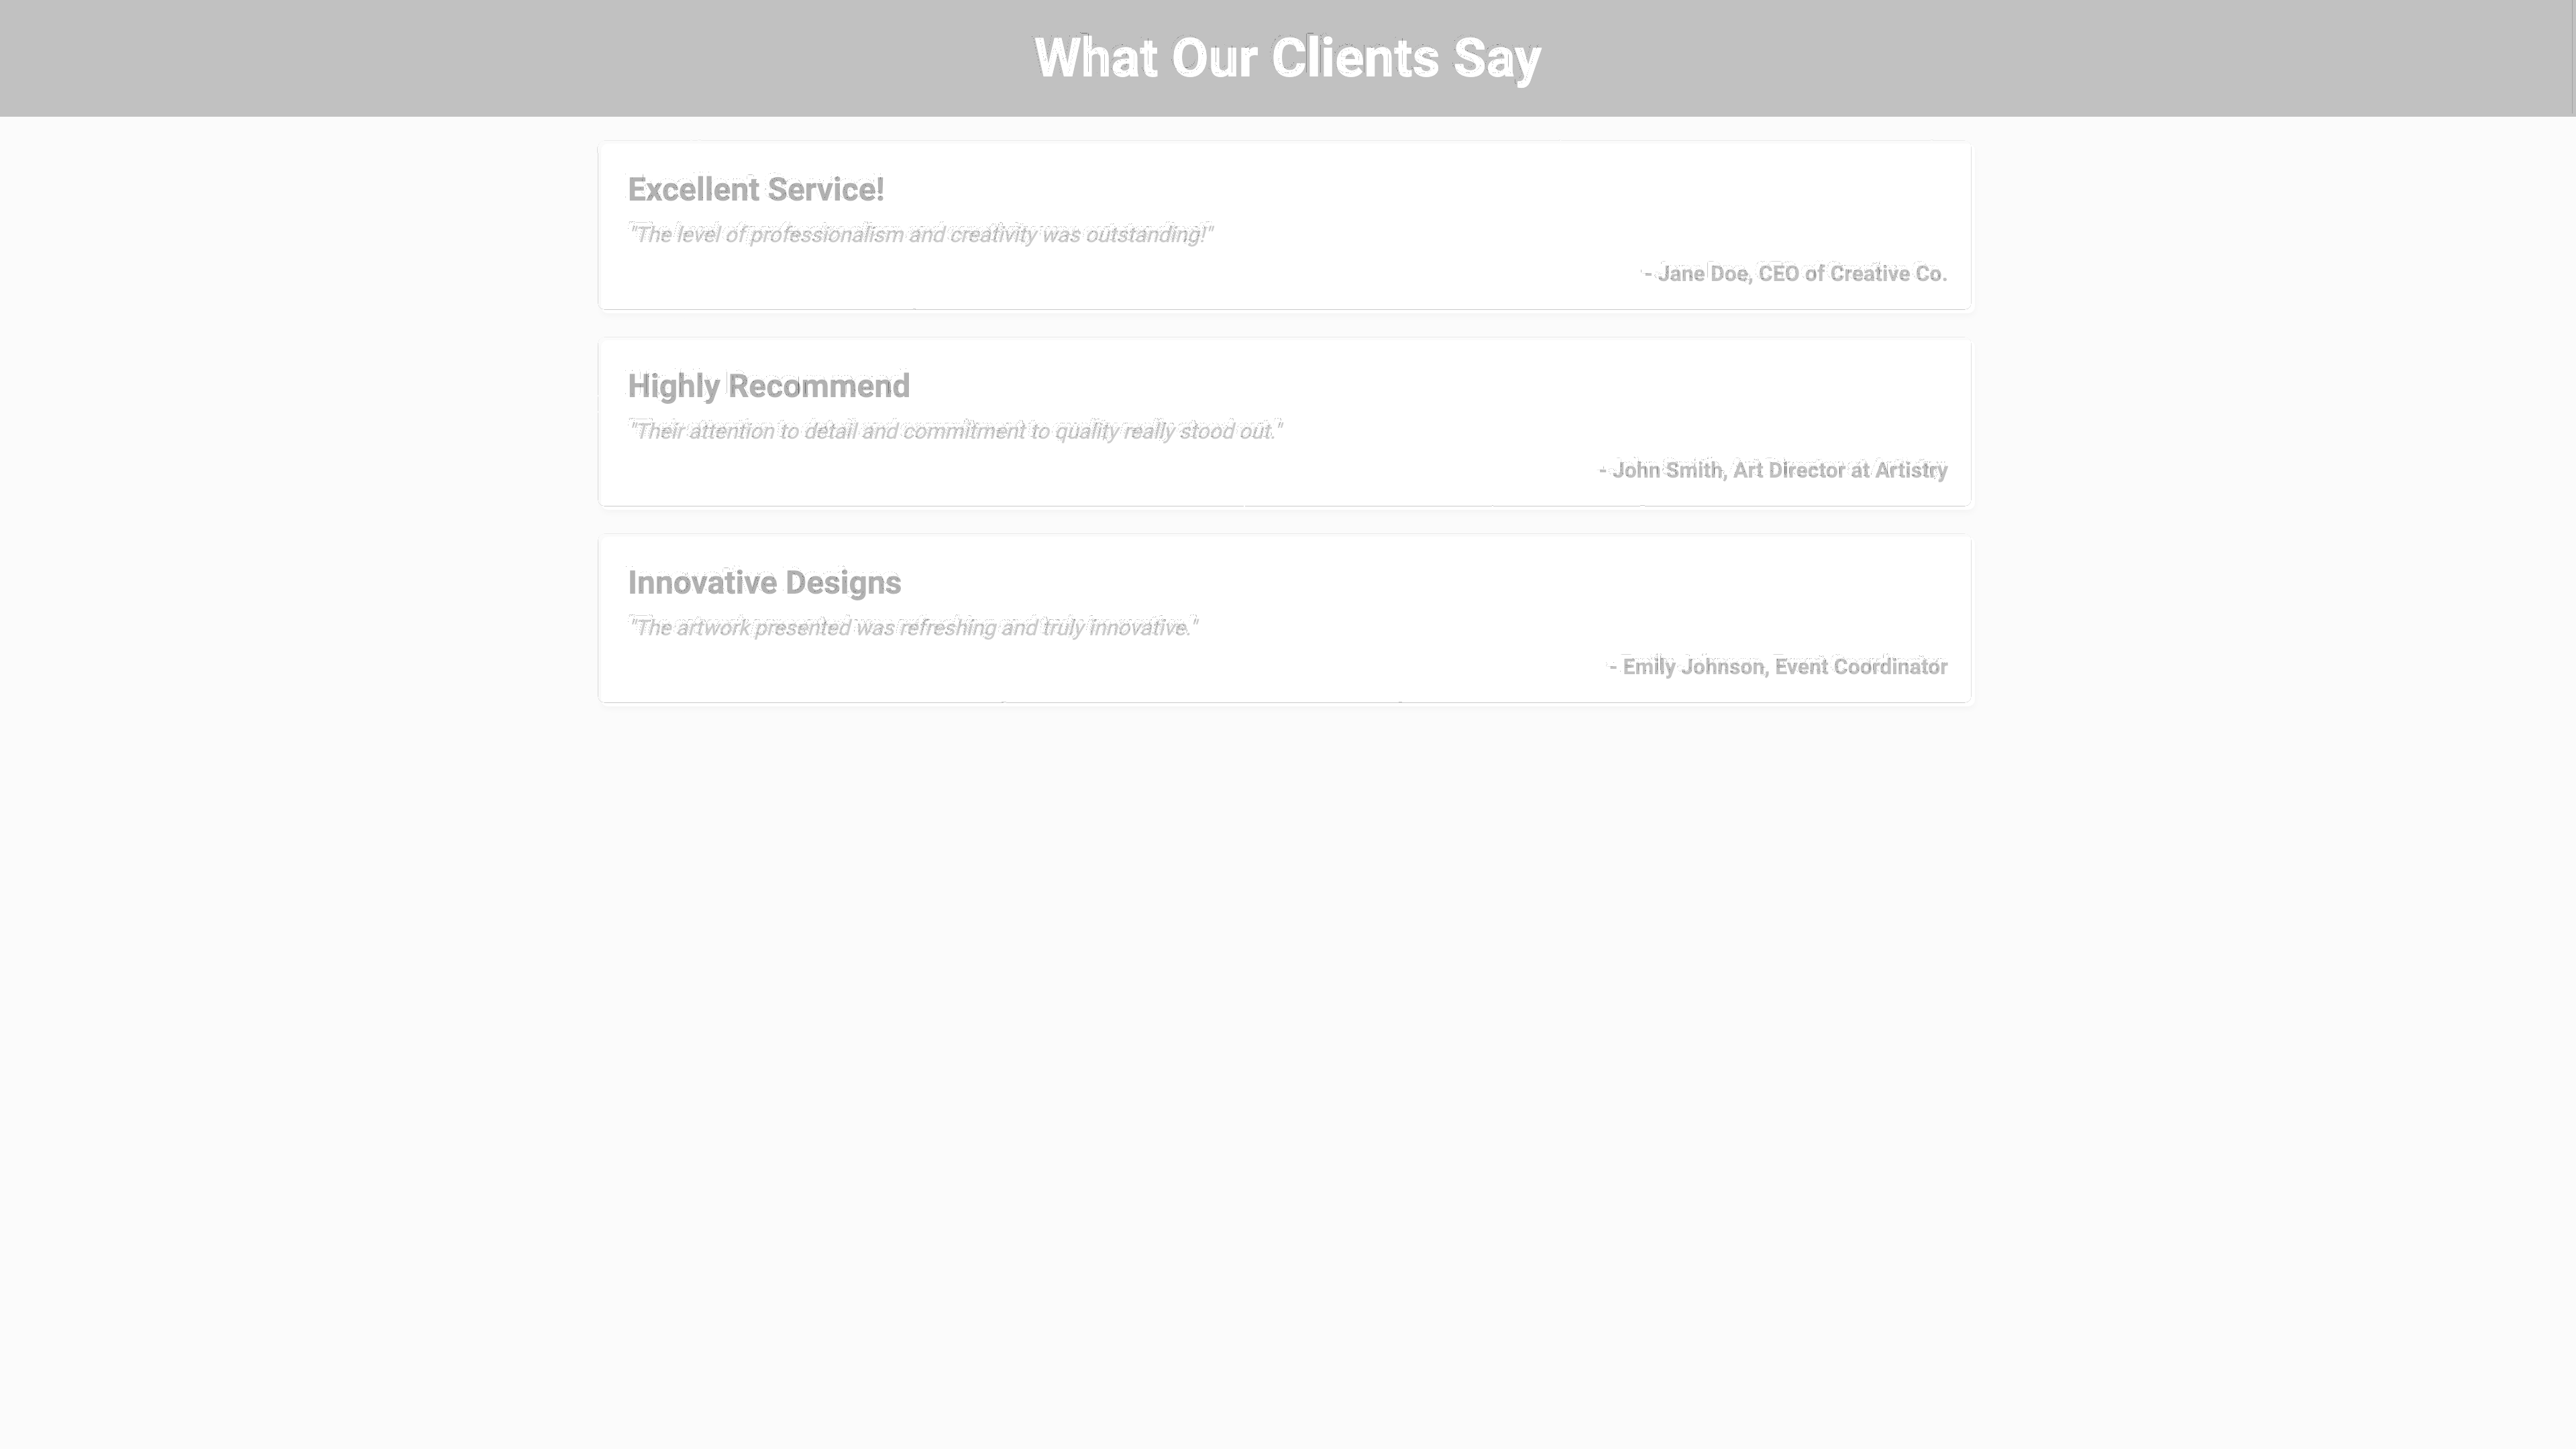 What Our Clients Say
Excellent Service!
"The level of professionalism and creativity was outstanding!"
- Jane Doe, CEO of Creative Co.
Highly Recommend
"Their attention to detail and commitment to quality really stood out."
- John Smith, Art Director at Artistry
Innovative Designs
"The artwork presented was refreshing and truly innovative."
- Emily Johnson, Event Coordinator